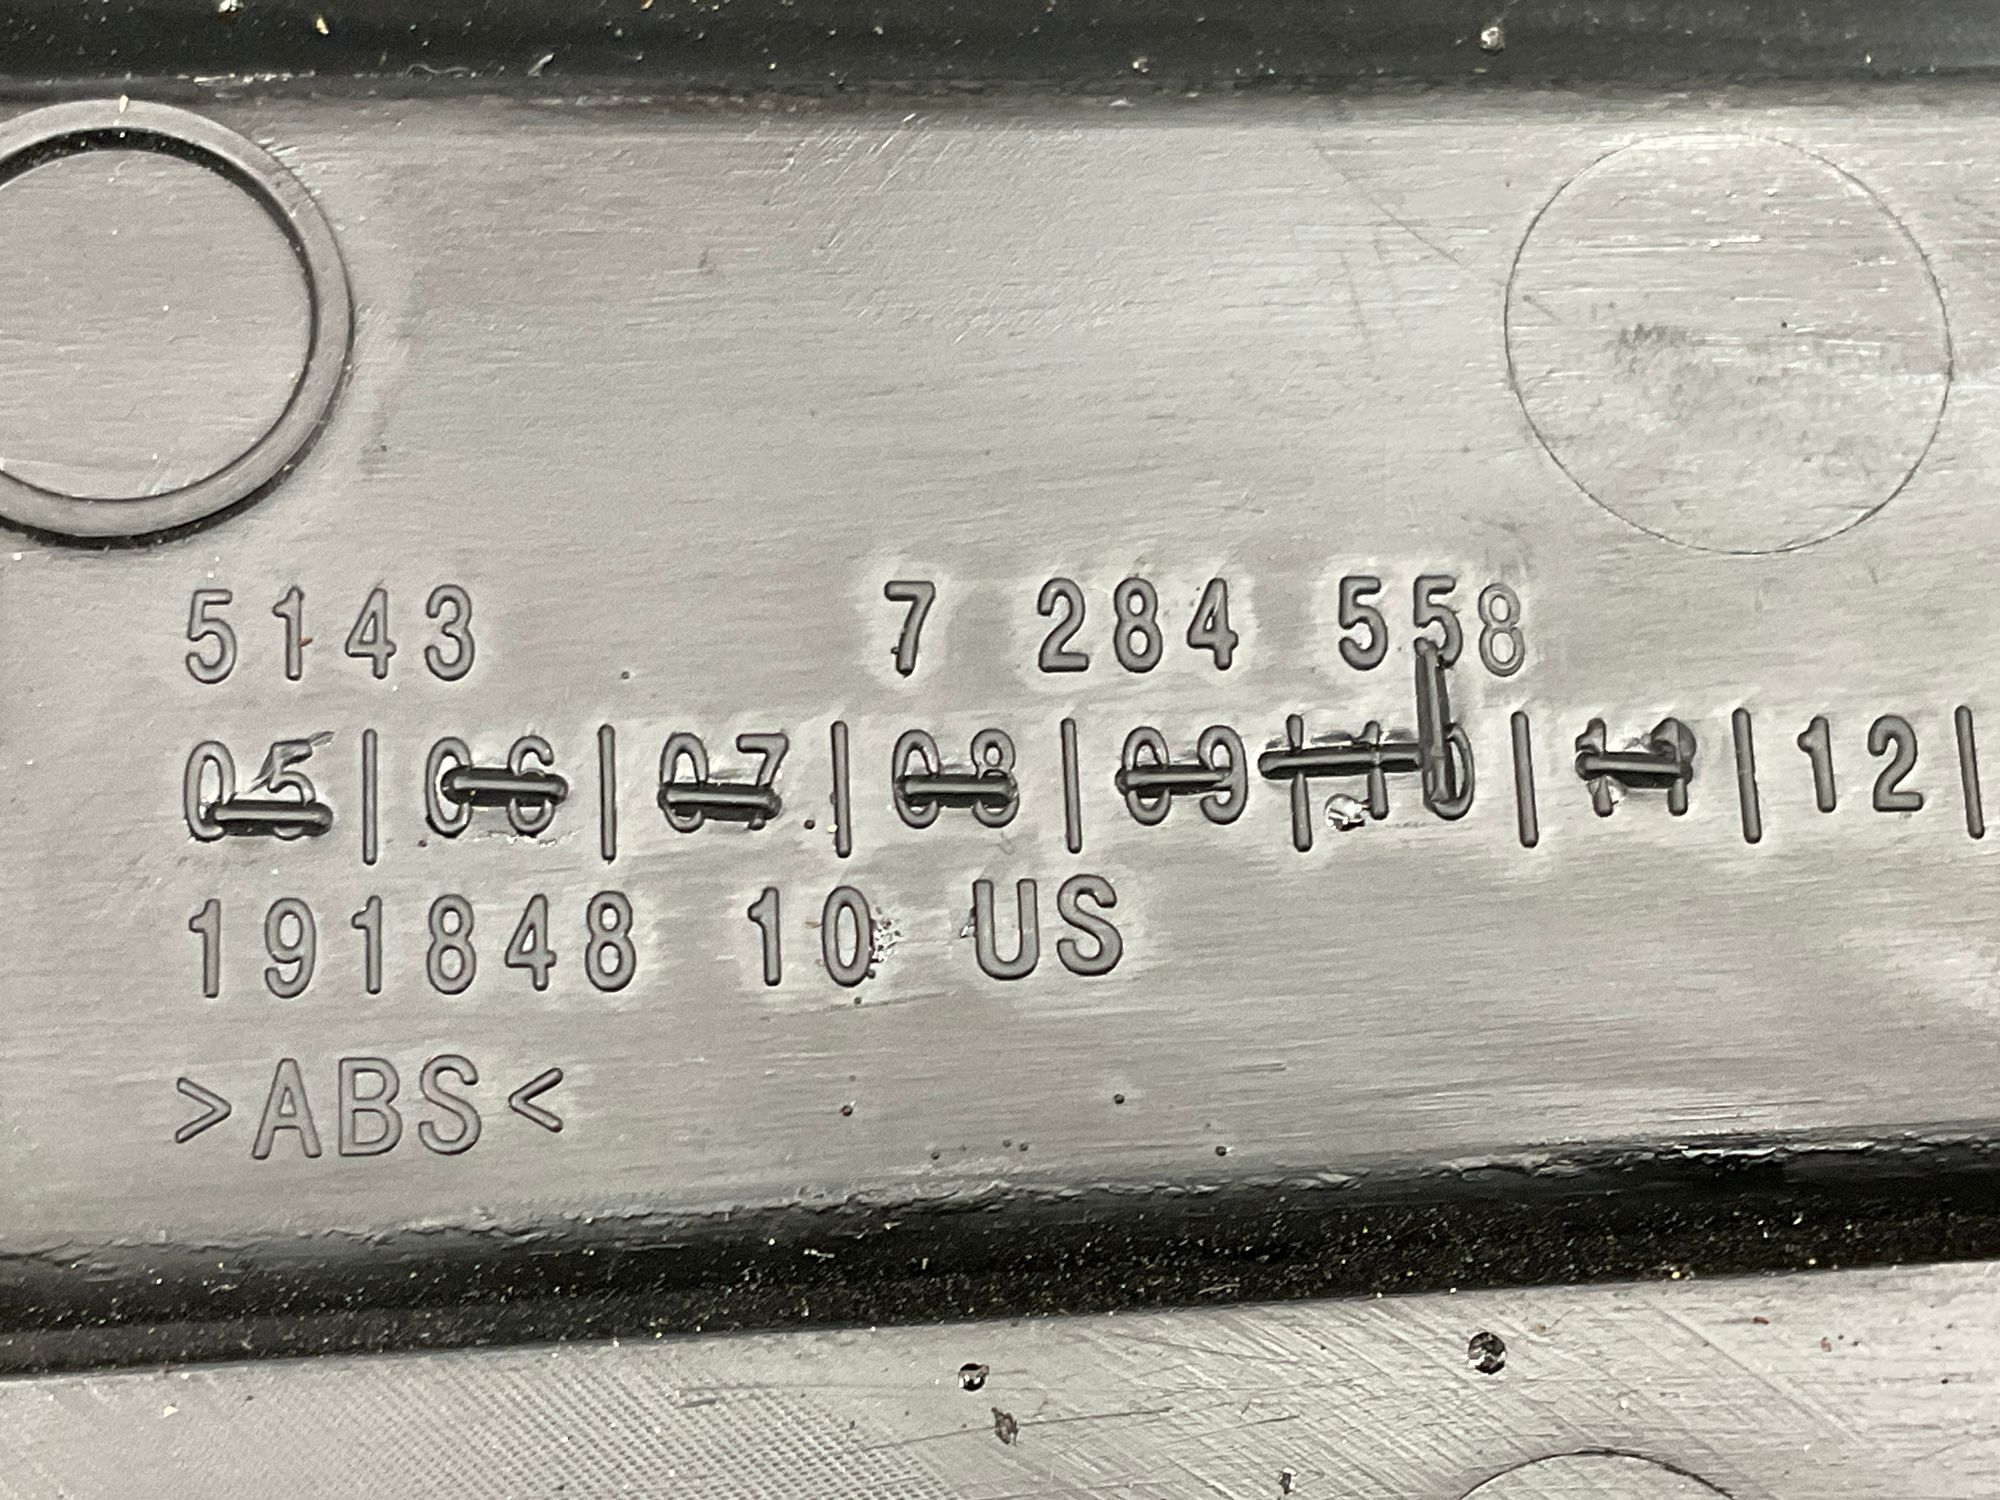 5143 7 284 558
05 | 06 | 07 | 08 | 09 | 10 | 11 | 12 |
191848 10 US
>ABS<